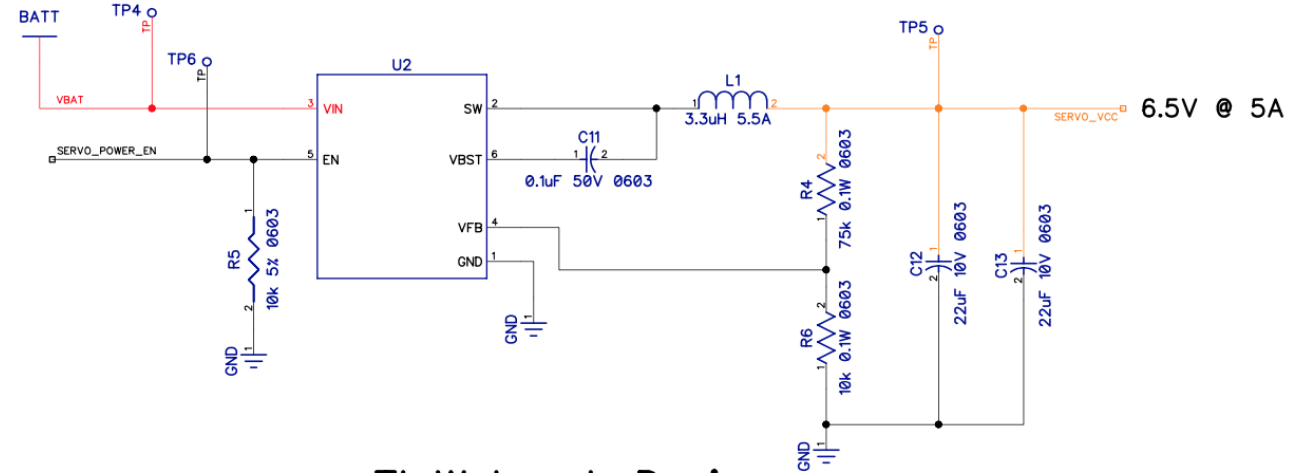 BATT
TP4
TP
TP6
TP
VBAT
SERVO_POWER_EN
U2
3 VIN
5 EN
SW 2
VBST 6
VFB 4
GND 1
C11
1 2
0.1uF 50V 0603
L1
1 2
3.3uH 5.5A
TP5
TP
SERVO_VCC
6.5V @ 5A
R5
10k 5% 0603
1
2
GND
1
GND
1
R4
75k 0.1W 0603
2
1
R6
10k 0.1W 0603
2
1
C12
22uF 10V 0603
1
2
C13
22uF 10V 0603
1
2
GND
1